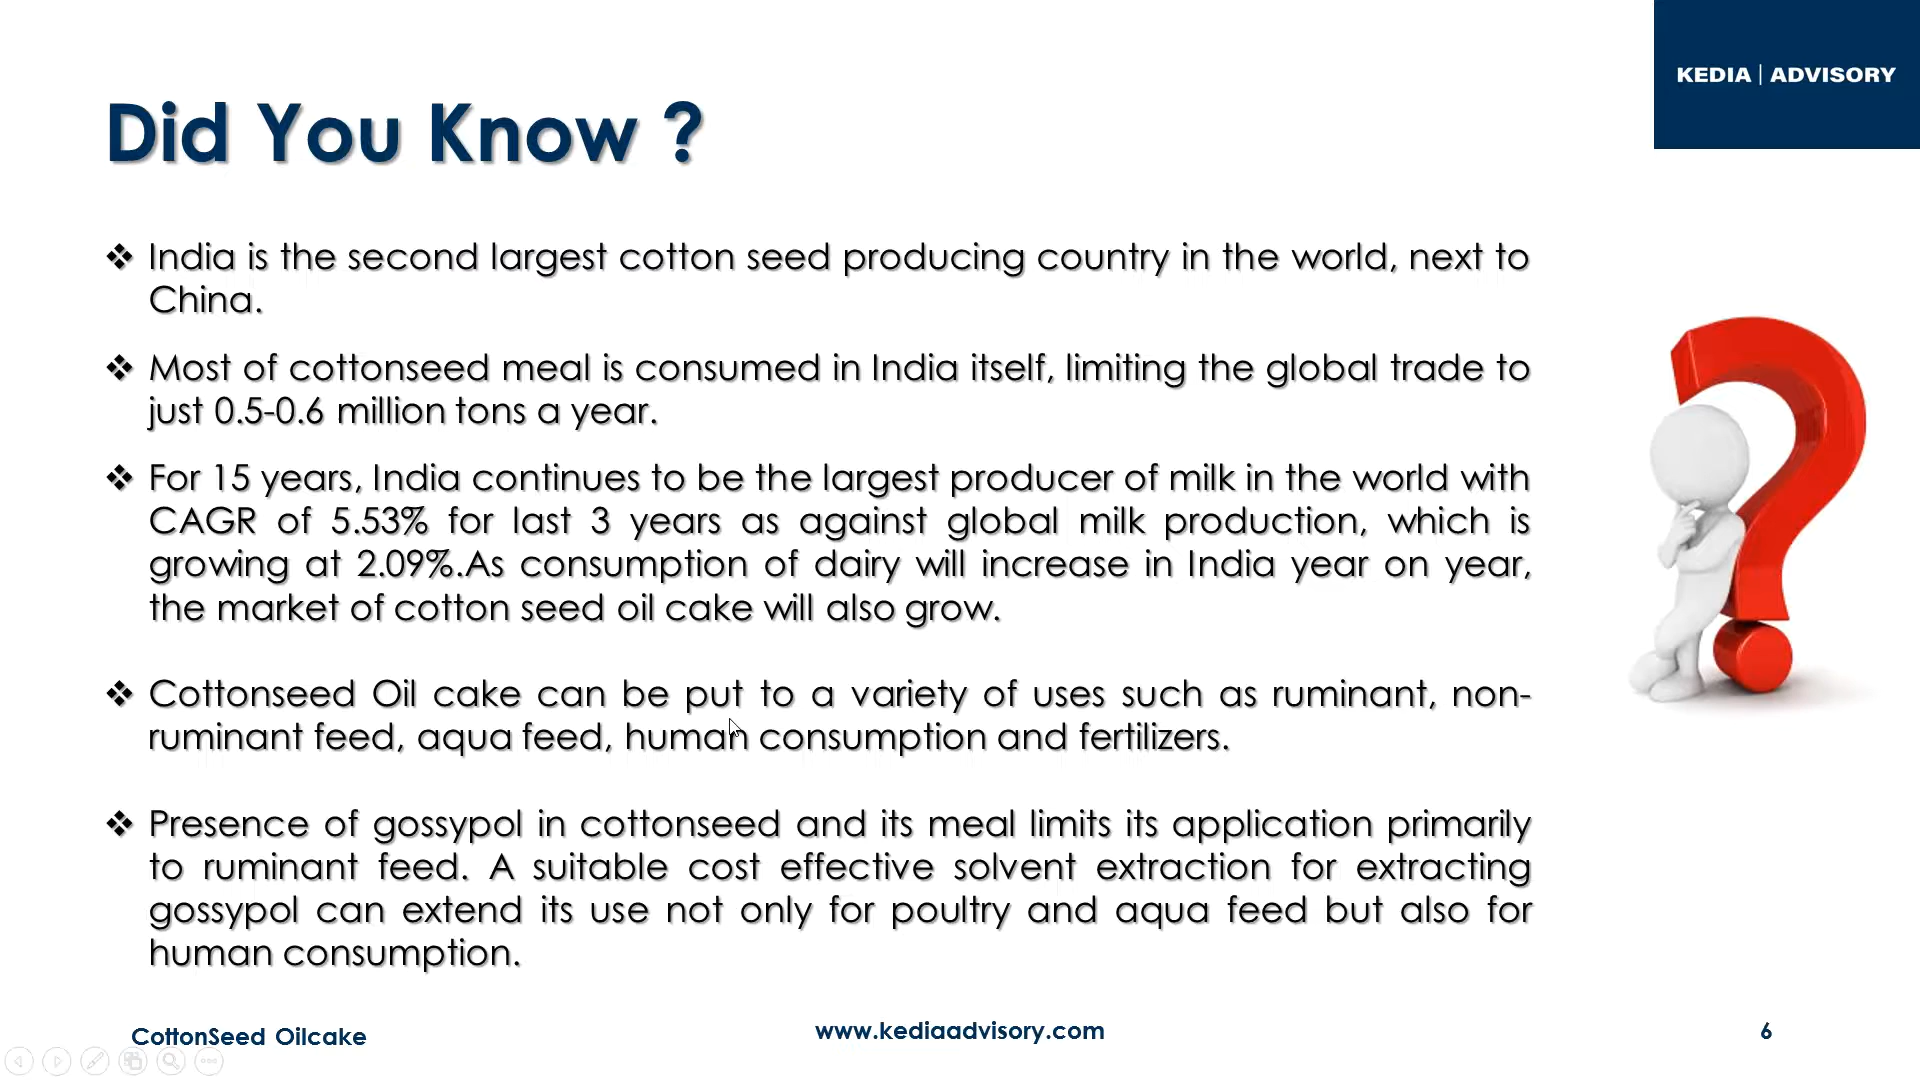 KEDIA | ADVISORY
Did You Know ?
❖ India is the second largest cotton seed producing country in the world, next to
China.
❖ Most of cottonseed meal is consumed in India itself, limiting the global trade to
just 0.5-0.6 million tons a year.
❖ For 15 years, India continues to be the largest producer of milk in the world with
CAGR of 5.53% for last 3 years as against global milk production, which is
growing at 2.09%.As consumption of dairy will increase in India year on year,
the market of cotton seed oil cake will also grow.
❖ Cottonseed Oil cake can be put to a variety of uses such as ruminant, non-
ruminant feed, aqua feed, human consumption and fertilizers.
❖ Presence of gossypol in cottonseed and its meal limits its application primarily
to ruminant feed. A suitable cost effective solvent extraction for extracting
gossypol can extend its use not only for poultry and aqua feed but also for
human consumption.
CottonSeed Oilcake
www.kediaadvisory.com
6